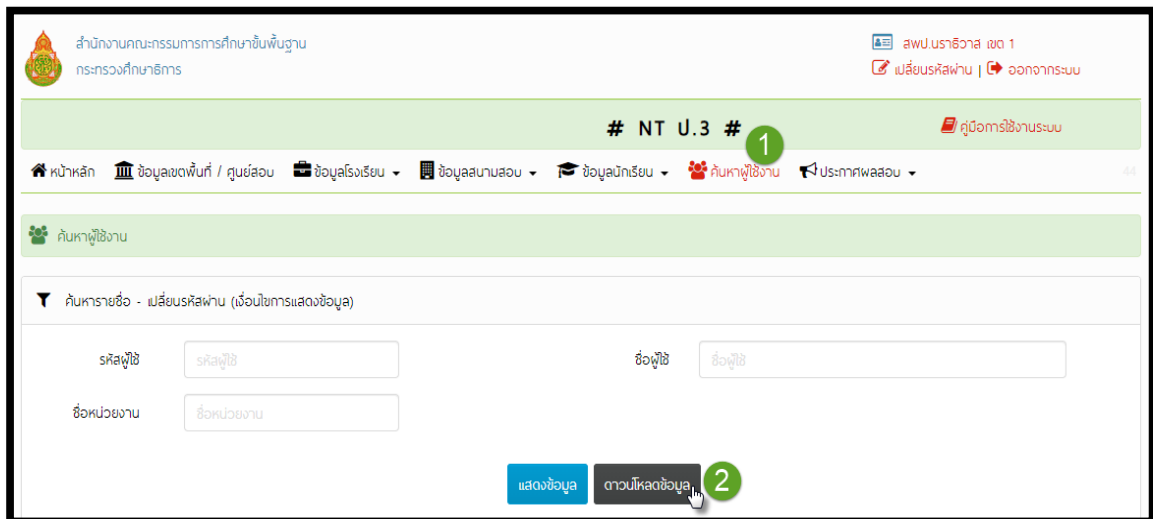 สำนักงานคณะกรรมการการศึกษาขั้นพื้นฐาน
กระทรวงศึกษาธิการ
สพป.นราธิวาส เขต 1
เปลี่ยนรหัสผ่าน | ออกจากระบบ
# NT ป.3 #
1
คู่มือการใช้งานระบบ
หน้าหลัก ข้อมูลเขตพื้นที่ / ศูนย์สอบ ข้อมูลโรงเรียน ข้อมูลสนามสอบ ข้อมูลนักเรียน ค้นหาผู้ใช้งาน ประกาศผลสอบ 44
ค้นหาผู้ใช้งาน
ค้นหารายชื่อ - เปลี่ยนรหัสผ่าน (เงื่อนไขการแสดงข้อมูล)
รหัสผู้ใช้ รหัสผู้ใช้ ชื่อผู้ใช้ ชื่อผู้ใช้
ชื่อหน่วยงาน ชื่อหน่วยงาน
แสดงข้อมูล ดาวน์โหลดข้อมูล 2